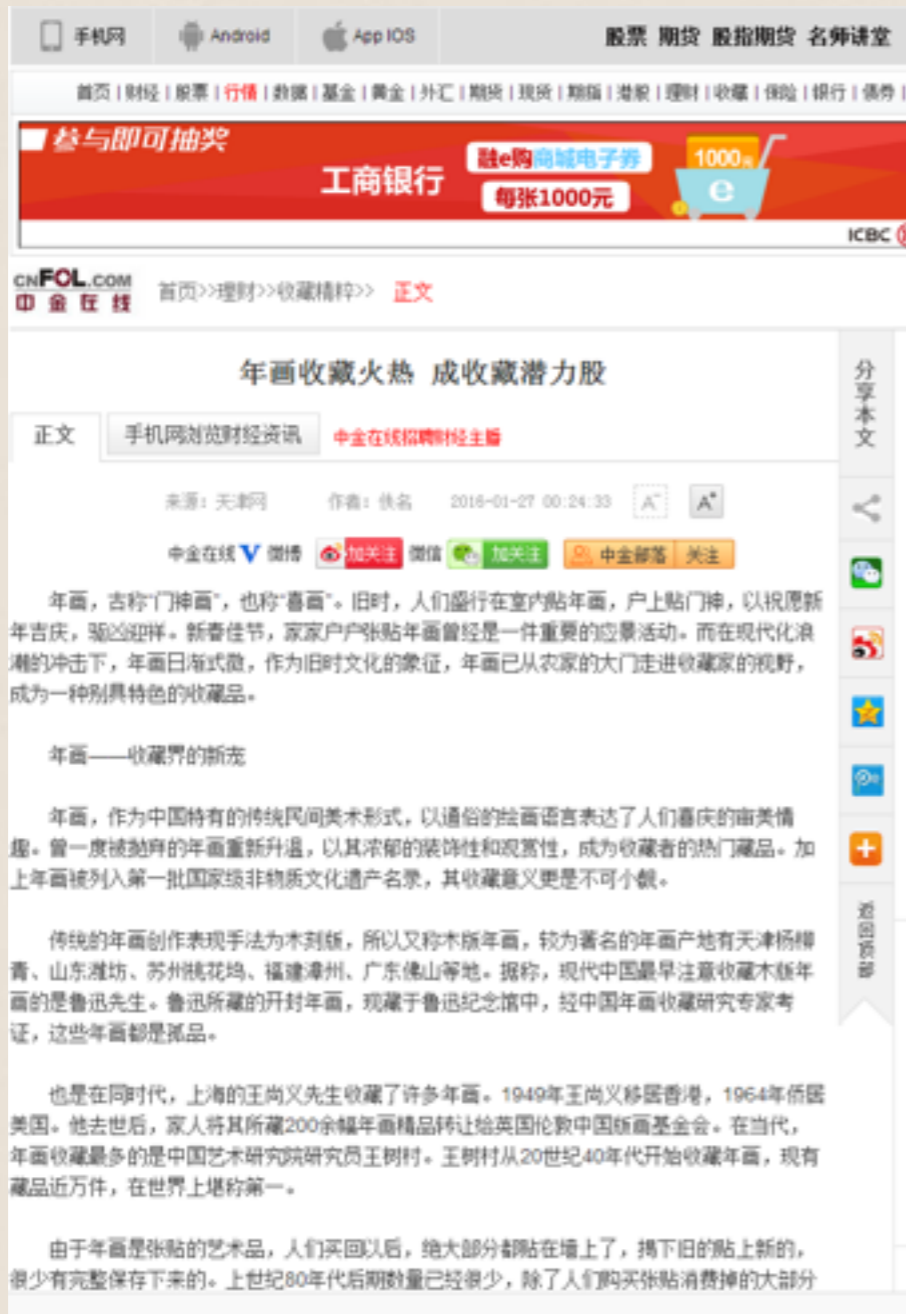 手机网 Android App IOS 股票 期货 股指期货 名师讲堂
首页 | 财经 | 股票 | 行情 | 数据 | 基金 | 黄金 | 外汇 | 期货 | 现货 | 期指 | 港股 | 理财 | 收藏 | 保险 | 银行 | 债券 |
参与即可抽奖
工商银行
融e购商城电子券
每张1000元
1000元
e
ICBC
CNFOL.COM
中金在线
首页>>理财>>收藏精粹>> 正文
年画收藏火热 成收藏潜力股
正文 手机网浏览财经资讯 中金在线招聘财经主播
来源：天津网 作者：佚名 2016-01-27 00:24:33 A- A+
中金在线 V 微博 加关注 微信 加关注 中金部落 关注
年画，古称“门神画”，也称“喜画”。旧时，人们盛行在室内贴年画，户上贴门神，以祝愿新
年吉庆，驱凶迎祥。新春佳节，家家户户张贴年画曾经是一件重要的应景活动。而在现代化浪
潮的冲击下，年画日渐式微，作为旧时文化的象征，年画已从农家的大门走进收藏家的视野，
成为一种别具特色的收藏品。
年画——收藏界的新宠
年画，作为中国特有的传统民间美术形式，以通俗的绘画语言表达了人们喜庆的审美情
趣。曾一度被抛弃的年画重新升温，以其浓郁的装饰性和观赏性，成为收藏者的热门藏品。加
上年画被列入第一批国家级非物质文化遗产名录，其收藏意义更是不可小觑。
传统的年画创作表现手法为木刻版，所以又称木版年画，较为著名的年画产地有天津杨柳
青、山东潍坊、苏州桃花坞、福建漳州、广东佛山等地。据称，现代中国最早注意收藏木版年
画的是鲁迅先生。鲁迅所藏的开封年画，现藏于鲁迅纪念馆中，经中国年画收藏研究专家考
证，这些年画都是孤品。
也是在同时代，上海的王尚义先生收藏了许多年画。1949年王尚义移居香港，1964年侨居
美国。他去世后，家人将其所藏200余幅年画精品转让给英国伦敦中国版画基金会。在当代，
年画收藏最多的是中国艺术研究院研究员王树村。王树村从20世纪40年代开始收藏年画，现有
藏品近万件，在世界上堪称第一。
由于年画是张贴的艺术品，人们买回以后，绝大部分都贴在墙上了，揭下旧的贴上新的，
很少有完整保存下来的。上世纪80年代后期数量已经很少，除了人们购买张贴消费掉的大部分
分享本文
返回顶部